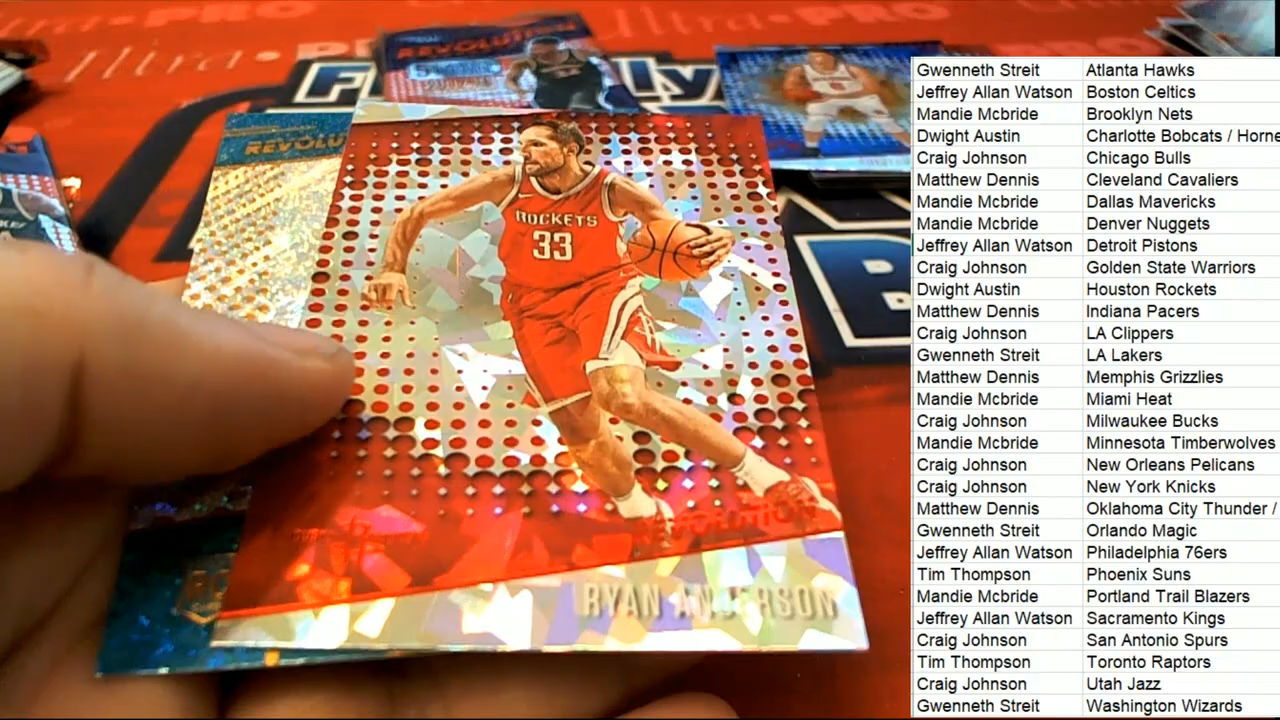 Ultra•PRO
REVOLUTION
REVOLU
ROCKETS
33
REVOLUTION
RYAN ANDERSON
RC
Gwenneth Streit Atlanta Hawks
Jeffrey Allan Watson Boston Celtics
Mandie Mcbride Brooklyn Nets
Dwight Austin Charlotte Bobcats / Horne
Craig Johnson Chicago Bulls
Matthew Dennis Cleveland Cavaliers
Mandie Mcbride Dallas Mavericks
Mandie Mcbride Denver Nuggets
Jeffrey Allan Watson Detroit Pistons
Craig Johnson Golden State Warriors
Dwight Austin Houston Rockets
Matthew Dennis Indiana Pacers
Craig Johnson LA Clippers
Gwenneth Streit LA Lakers
Matthew Dennis Memphis Grizzlies
Mandie Mcbride Miami Heat
Craig Johnson Milwaukee Bucks
Mandie Mcbride Minnesota Timberwolves
Craig Johnson New Orleans Pelicans
Craig Johnson New York Knicks
Matthew Dennis Oklahoma City Thunder /
Gwenneth Streit Orlando Magic
Jeffrey Allan Watson Philadelphia 76ers
Tim Thompson Phoenix Suns
Mandie Mcbride Portland Trail Blazers
Jeffrey Allan Watson Sacramento Kings
Craig Johnson San Antonio Spurs
Tim Thompson Toronto Raptors
Craig Johnson Utah Jazz
Gwenneth Streit Washington Wizards